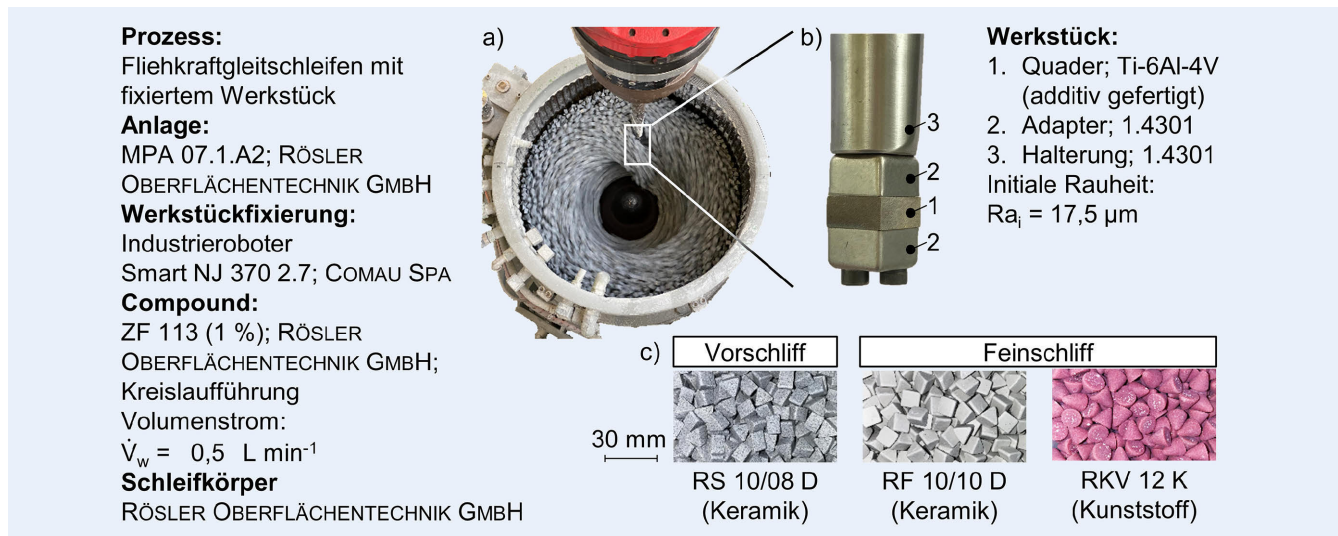 Prozess:
Fliehkraftgleitschleifen mit
fixiertem Werkstück
Anlage:
MPA 07.1.A2; RÖSLER
OBERFLÄCHENTECHNIK GMBH
Werkstückfixierung:
Industrieroboter
Smart NJ 370 2.7; COMAU SPA
Compound:
ZF 113 (1 %); RÖSLER
OBERFLÄCHENTECHNIK GMBH;
Kreislaufführung
Volumenstrom:
V̇w = 0,5 L min-1
Schleifkörper
RÖSLER OBERFLÄCHENTECHNIK GMBH
a)
b)
3
2
1
2
Werkstück:
1. Quader; Ti-6Al-4V
(additiv gefertigt)
2. Adapter; 1.4301
3. Halterung; 1.4301
Initiale Rauheit:
Rai = 17,5 µm
c)
Vorschliff
Feinschliff
30 mm
RS 10/08 D
(Keramik)
RF 10/10 D
(Keramik)
RKV 12 K
(Kunststoff)